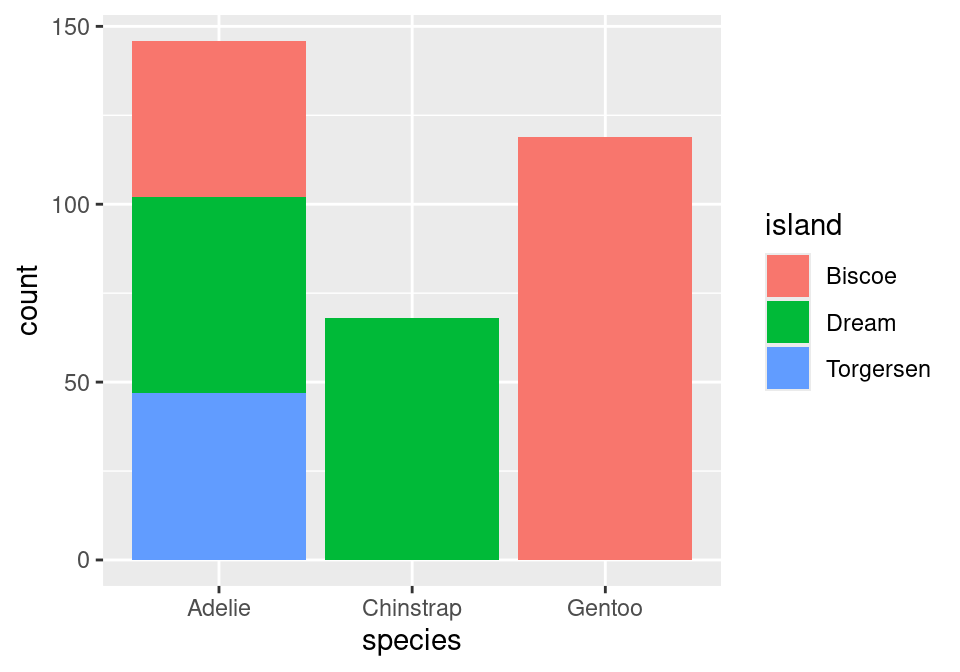 150
100
50
0
count
Adelie Chinstrap Gentoo
species
island
Biscoe
Dream
Torgersen